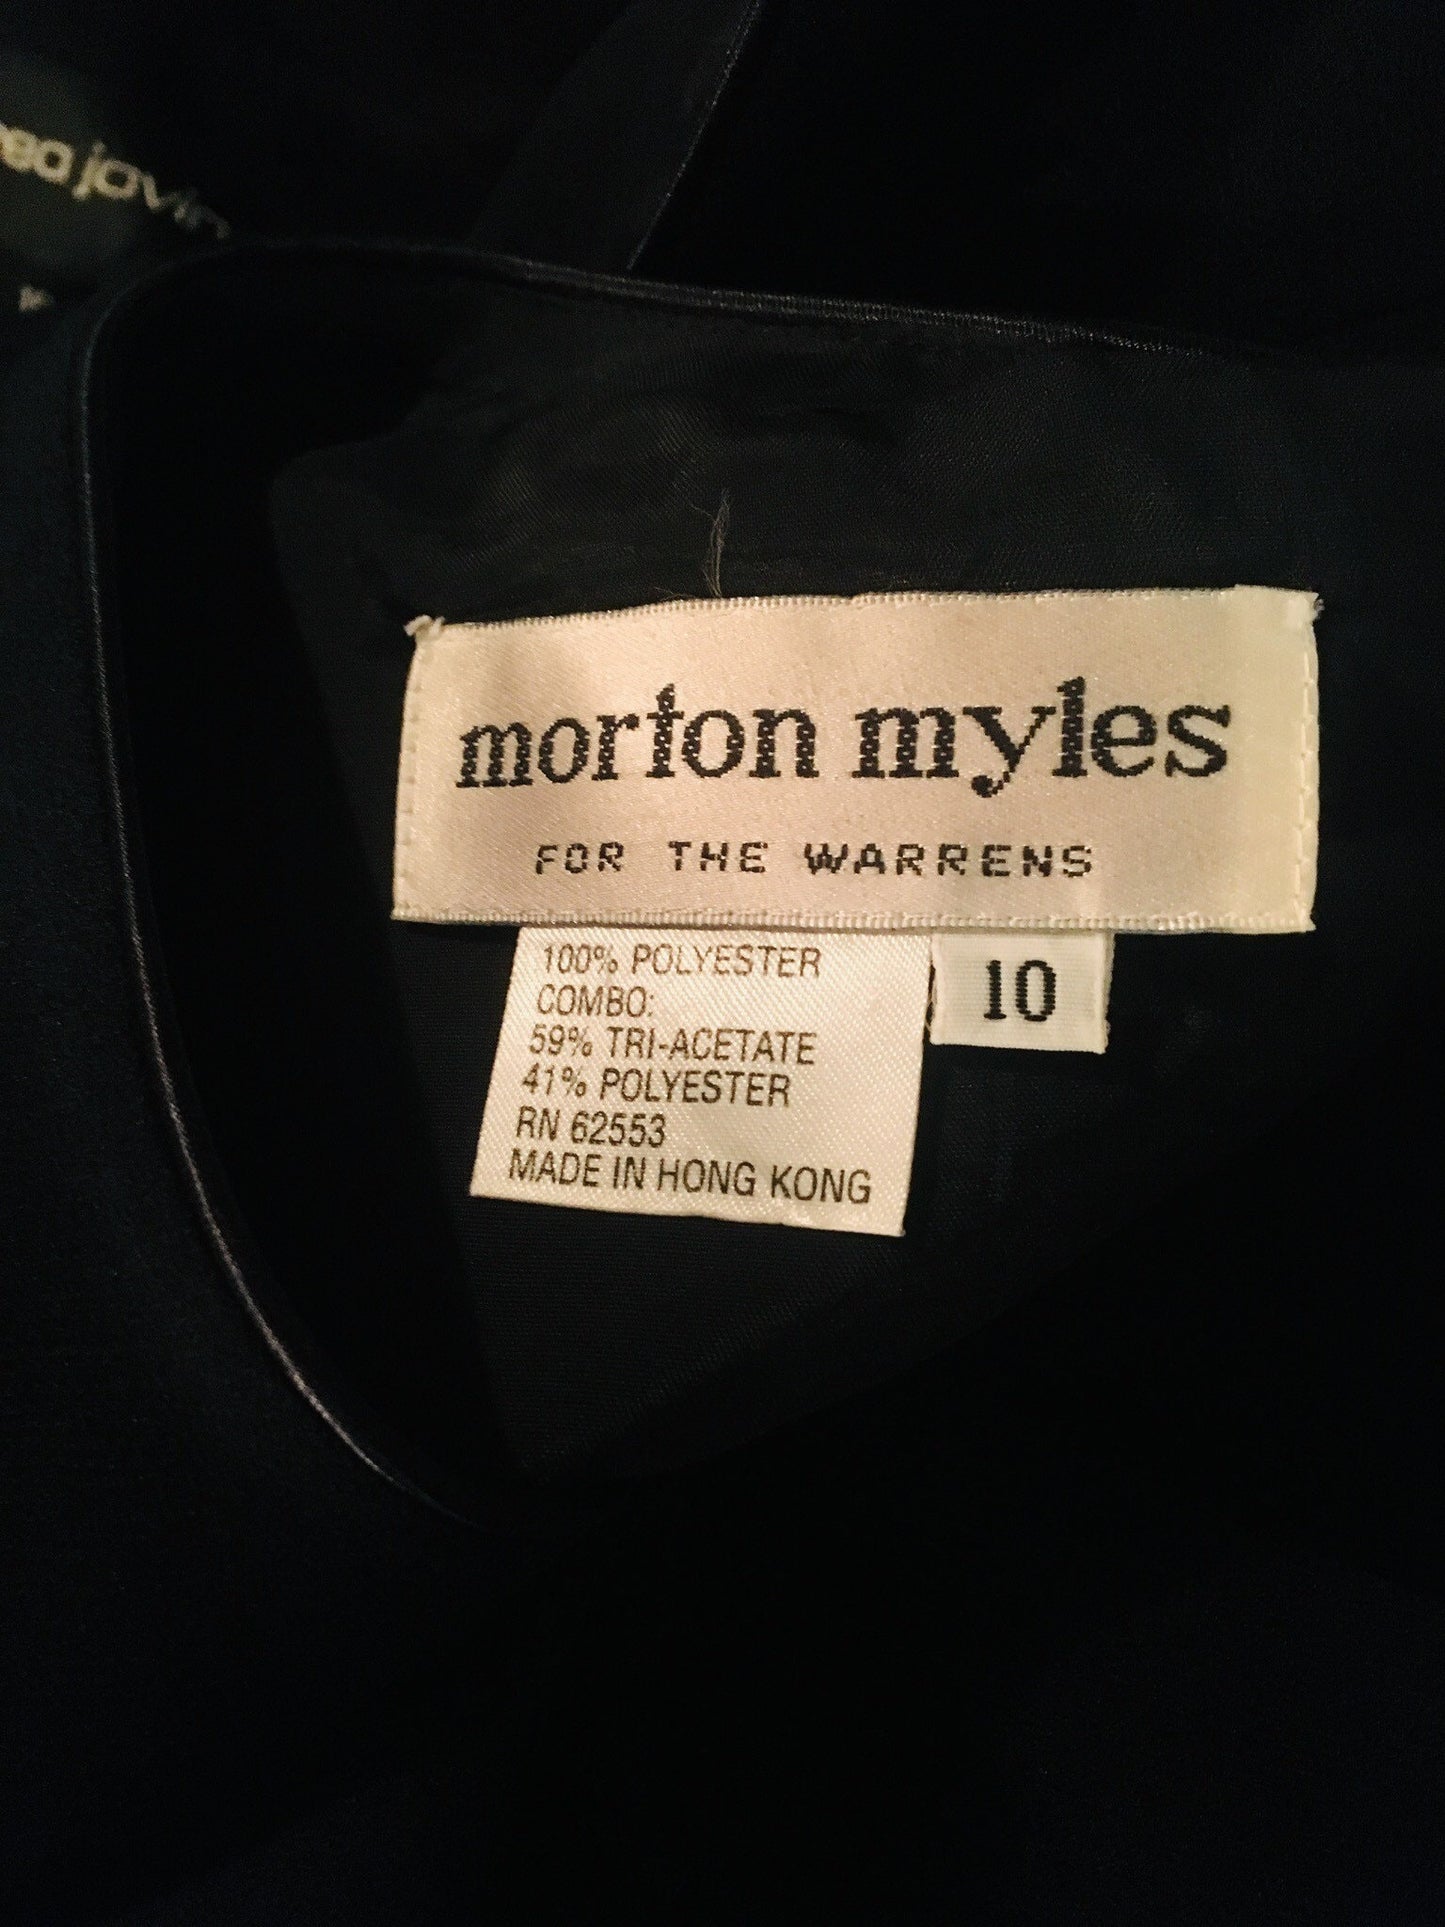 jovin
morton myles
FOR THE WARRENS
100% POLYESTER
COMBO:
59% TRI-ACETATE
41% POLYESTER
RN 62553
MADE IN HONG KONG
10